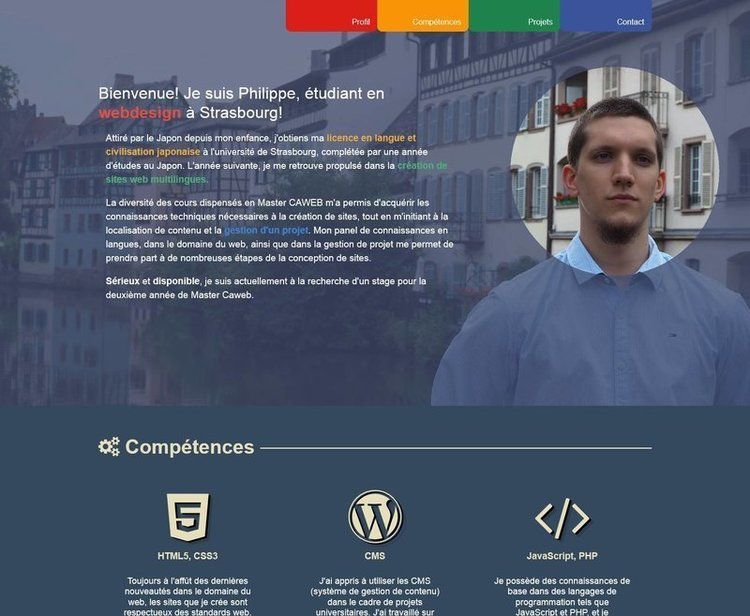 Profil
Compétences
Projets
Contact
Bienvenue! Je suis Philippe, étudiant en
webdesign à Strasbourg!
Attiré par le Japon depuis mon enfance, j'obtiens ma licence en langue et
civilisation japonaise à l'université de Strasbourg, complétée par une année
d'études au Japon. L'année suivante, je me retrouve propulsé dans la création de
sites web multilingues.
La diversité des cours dispensés en Master CAWEB m'a permis d'acquérir les
connaissances techniques nécessaires à la création de sites, tout en m'initiant à la
localisation de contenu et la gestion d'un projet. Mon panel de connaissances en
langues, dans le domaine du web, ainsi que dans la gestion de projet me permet de
prendre part à de nombreuses étapes de la conception de sites.
Sérieux et disponible, je suis actuellement à la recherche d'un stage pour la
deuxième année de Master Caweb.
Compétences
HTML5, CSS3
Toujours à l'affût des dernières
nouveautés dans le domaine du
web, les sites que je crée sont
respectueux des standards web.
CMS
J'ai appris à utiliser les CMS
(système de gestion de contenu)
dans le cadre de projets
universitaires. J'ai travaillé sur
JavaScript, PHP
Je possède des connaissances de
base dans des langages de
programmation tels que
JavaScript et PHP, et je